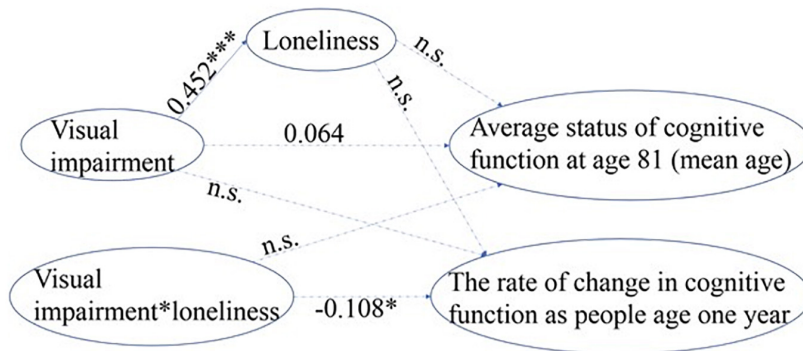 Loneliness
n.s.
0.452***
n.s.
Visual
impairment
0.064
Average status of cognitive
function at age 81 (mean age)
n.s.
n.s.
Visual
impairment*loneliness
-0.108*
The rate of change in cognitive
function as people age one year